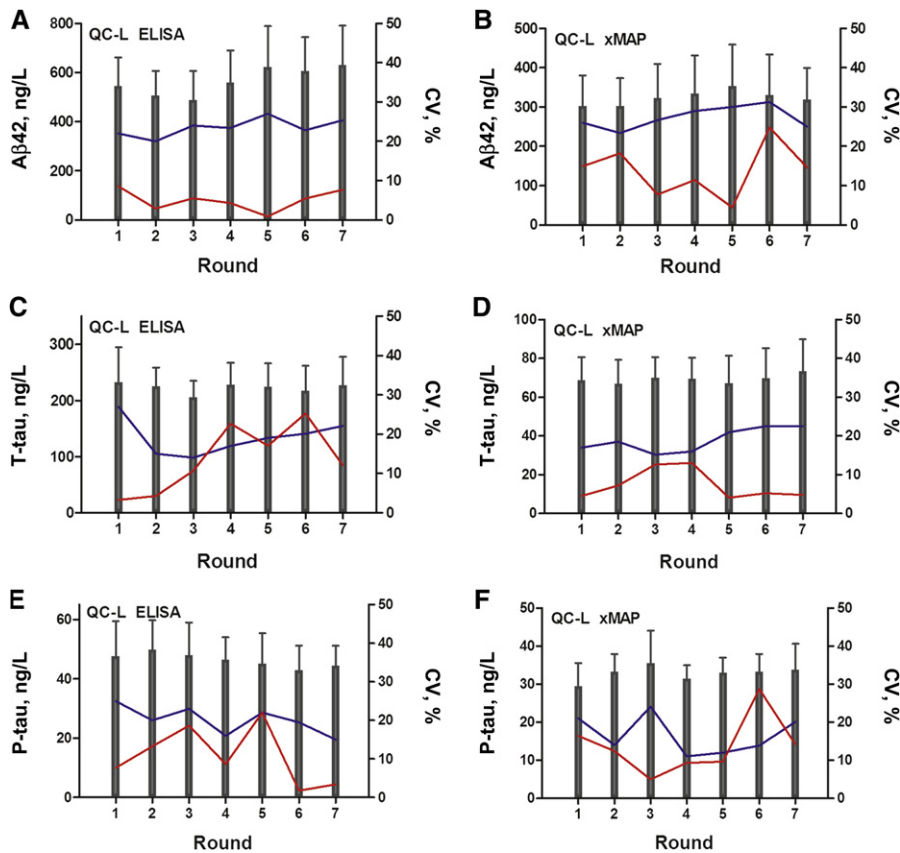 A
QC-L ELISA
Aβ42, ng/L
800
600
400
200
0
50
40
30
20
10
0
CV, %
1 2 3 4 5 6 7
Round
B
QC-L xMAP
Aβ42, ng/L
500
400
300
200
100
0
50
40
30
20
10
0
CV, %
1 2 3 4 5 6 7
Round
C
QC-L ELISA
T-tau, ng/L
300
200
100
0
50
40
30
20
10
0
CV, %
1 2 3 4 5 6 7
Round
D
QC-L xMAP
T-tau, ng/L
100
80
60
40
20
0
50
40
30
20
10
0
CV, %
1 2 3 4 5 6 7
Round
E
QC-L ELISA
P-tau, ng/L
60
40
20
0
50
40
30
20
10
0
CV, %
1 2 3 4 5 6 7
Round
F
QC-L xMAP
P-tau, ng/L
50
40
30
20
10
0
50
40
30
20
10
0
CV, %
1 2 3 4 5 6 7
Round